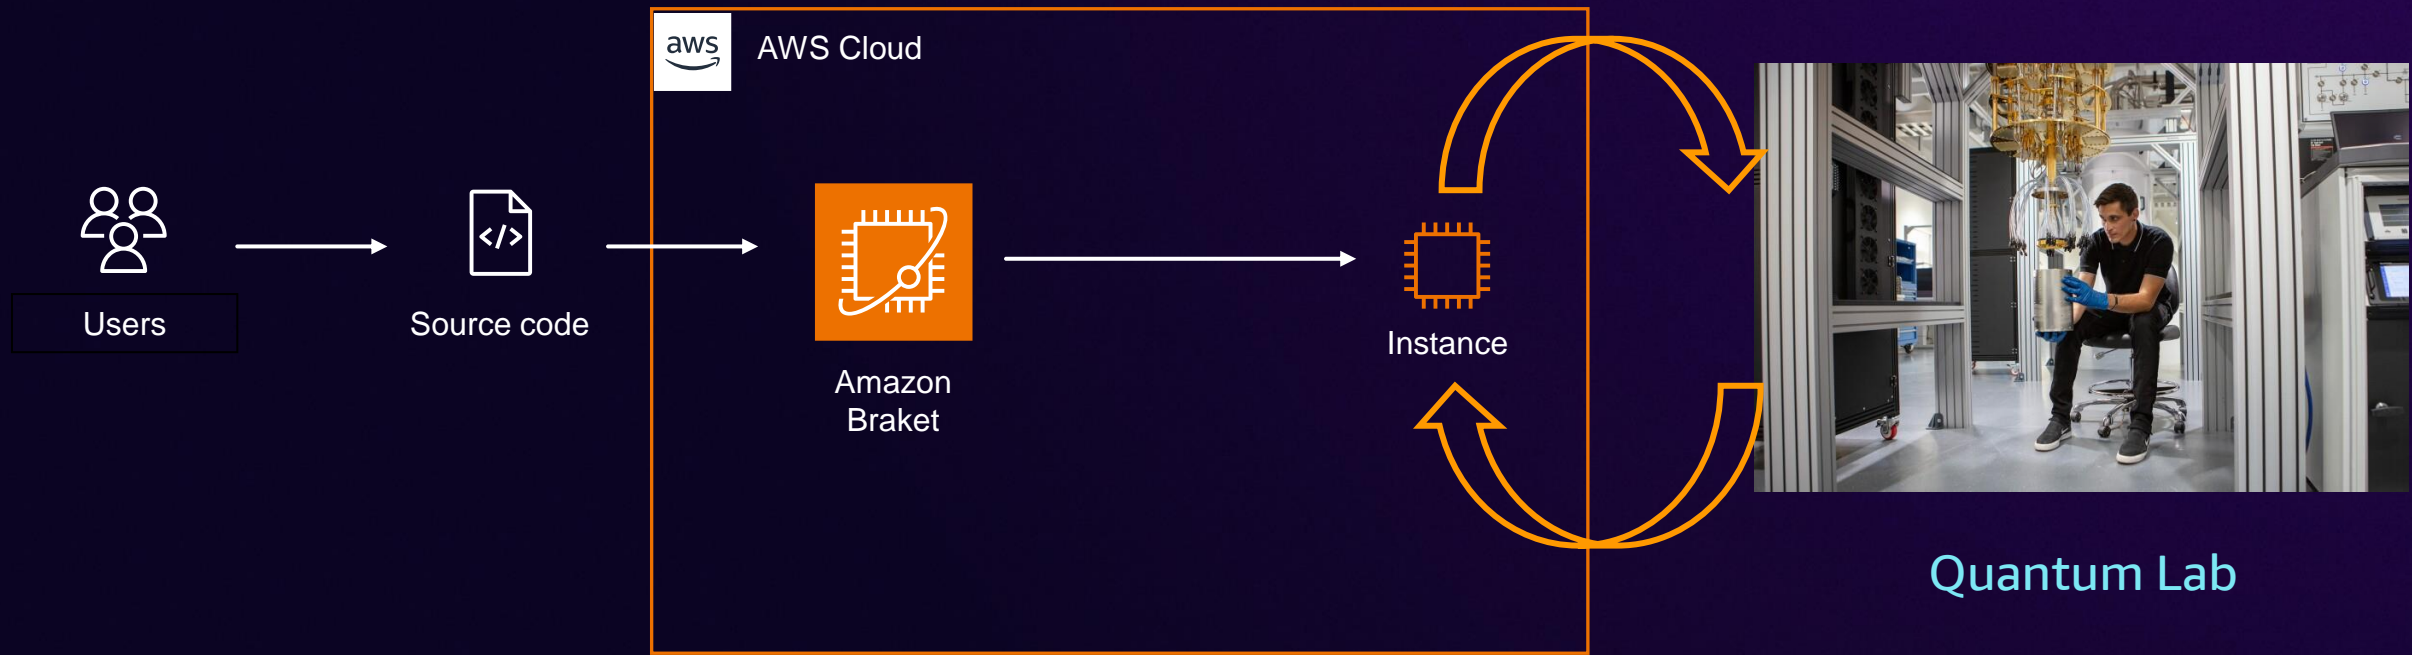 aws
AWS Cloud
Users
Source code
</>
Amazon
Braket
Instance
Quantum Lab